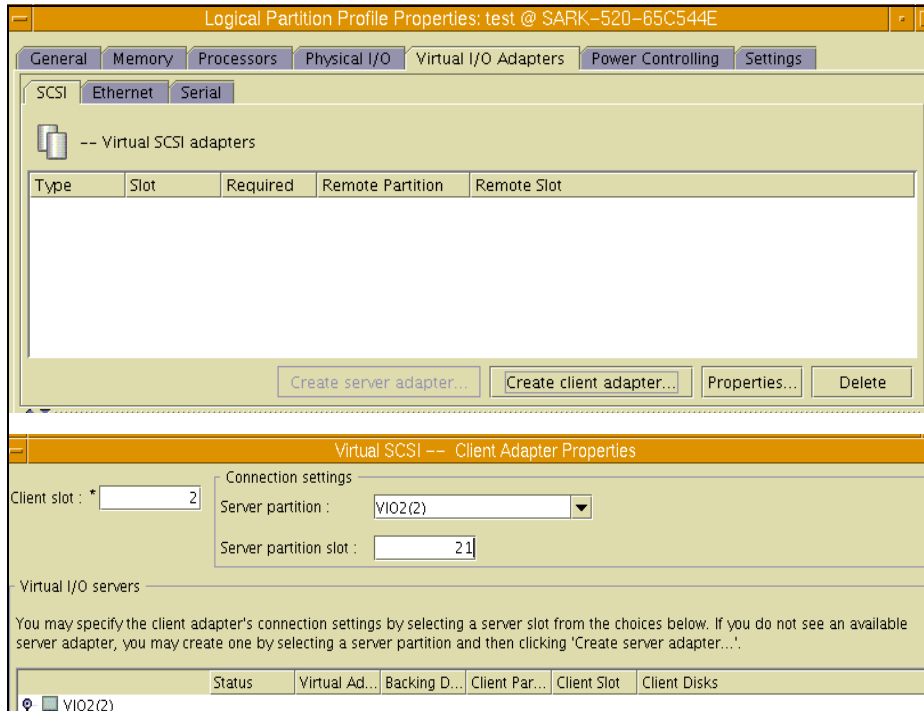 Logical Partition Profile Properties: test @ SARK-520-65C544E
General Memory Processors Physical I/O Virtual I/O Adapters Power Controlling Settings
SCSI Ethernet Serial
-- Virtual SCSI adapters
Type Slot Required Remote Partition Remote Slot
Create server adapter... Create client adapter... Properties... Delete
Virtual SCSI -- Client Adapter Properties
Connection settings
Client slot : * 2
Server partition : VIO2(2)
Server partition slot : 21
Virtual I/O servers
You may specify the client adapter's connection settings by selecting a server slot from the choices below. If you do not see an available
server adapter, you may create one by selecting a server partition and then clicking 'Create server adapter...'.
Status Virtual Ad... Backing D... Client Par... Client Slot Client Disks
VIO2(2)